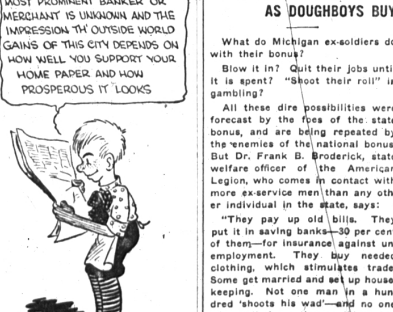 MOST PROMINENT BANKER OR
MERCHANT IS UNKNOWN AND THE
IMPRESSION TH' OUTSIDE WORLD
GAINS OF THIS CITY DEPENDS ON
HOW WELL YOU SUPPORT YOUR
HOME PAPER AND HOW
PROSPEROUS IT LOOKS
AS DOUGHBOYS BUY
What do Michigan ex-soldiers do
with their bonus?
Blow it in? Quit their jobs unti
It is spent? "Shoot their roll" in
gambling?
All these dire possibilities were
forecast by the foes of the state
bonus, and are being repeated by
the enemies of the national bonus
But Dr. Frank B. Broderick, state
welfare officer of the American
Legion, who comes in contact with
more ex-service men than any oth
er individual in the state, says:
"They pay up old bills. They
put it in saving banks—30 per cent
of them—for insurance against un
employment. They buy needed
clothing, which stimulates trade
Some get married and set up house
keeping. Not one man in a hun
dred 'shoots his wad'—and no one